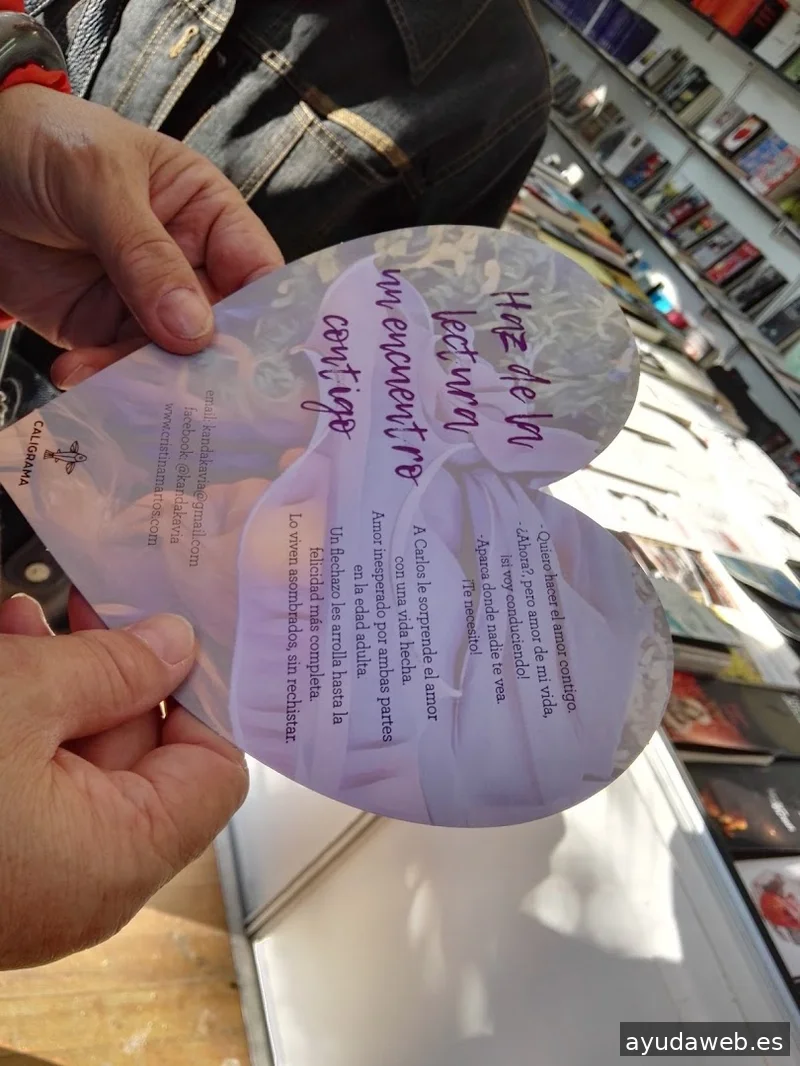 Haz de la
lectura
un encuentro
contigo
- Quiero hacer el amor contigo.
- ¿Ahora?, pero amor de mi vida,
¡si voy conduciendo!
- Aparca donde nadie te vea.
¡Te necesito!
A Carlos le sorprende el amor
con una vida hecha.
Amor inesperado por ambas partes
en la edad adulta.
Un flechazo les arrolla hasta la
felicidad más completa.
Lo viven asombrados, sin rechistar.
email: kandakavia@gmail.com
facebook: @kandakavia
www.cristinamartos.com
CALIGRAMA
ayudaweb.es